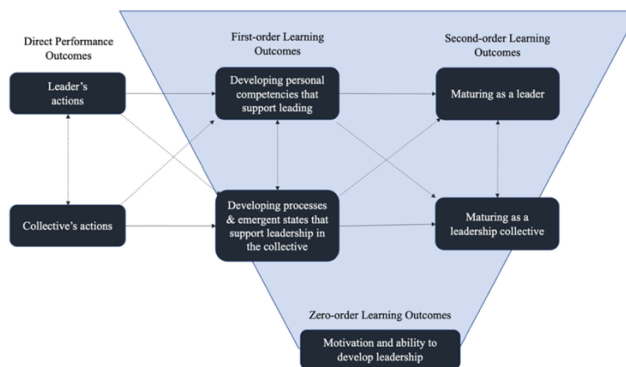 Direct Performance
Outcomes
First-order Learning
Outcomes
Second-order Learning
Outcomes
Leader's
actions
Developing personal
competencies that
support leading
Maturing as a leader
Collective's actions
Developing processes
& emergent states that
support leadership in
the collective
Maturing as a
leadership collective
Zero-order Learning Outcomes
Motivation and ability to
develop leadership